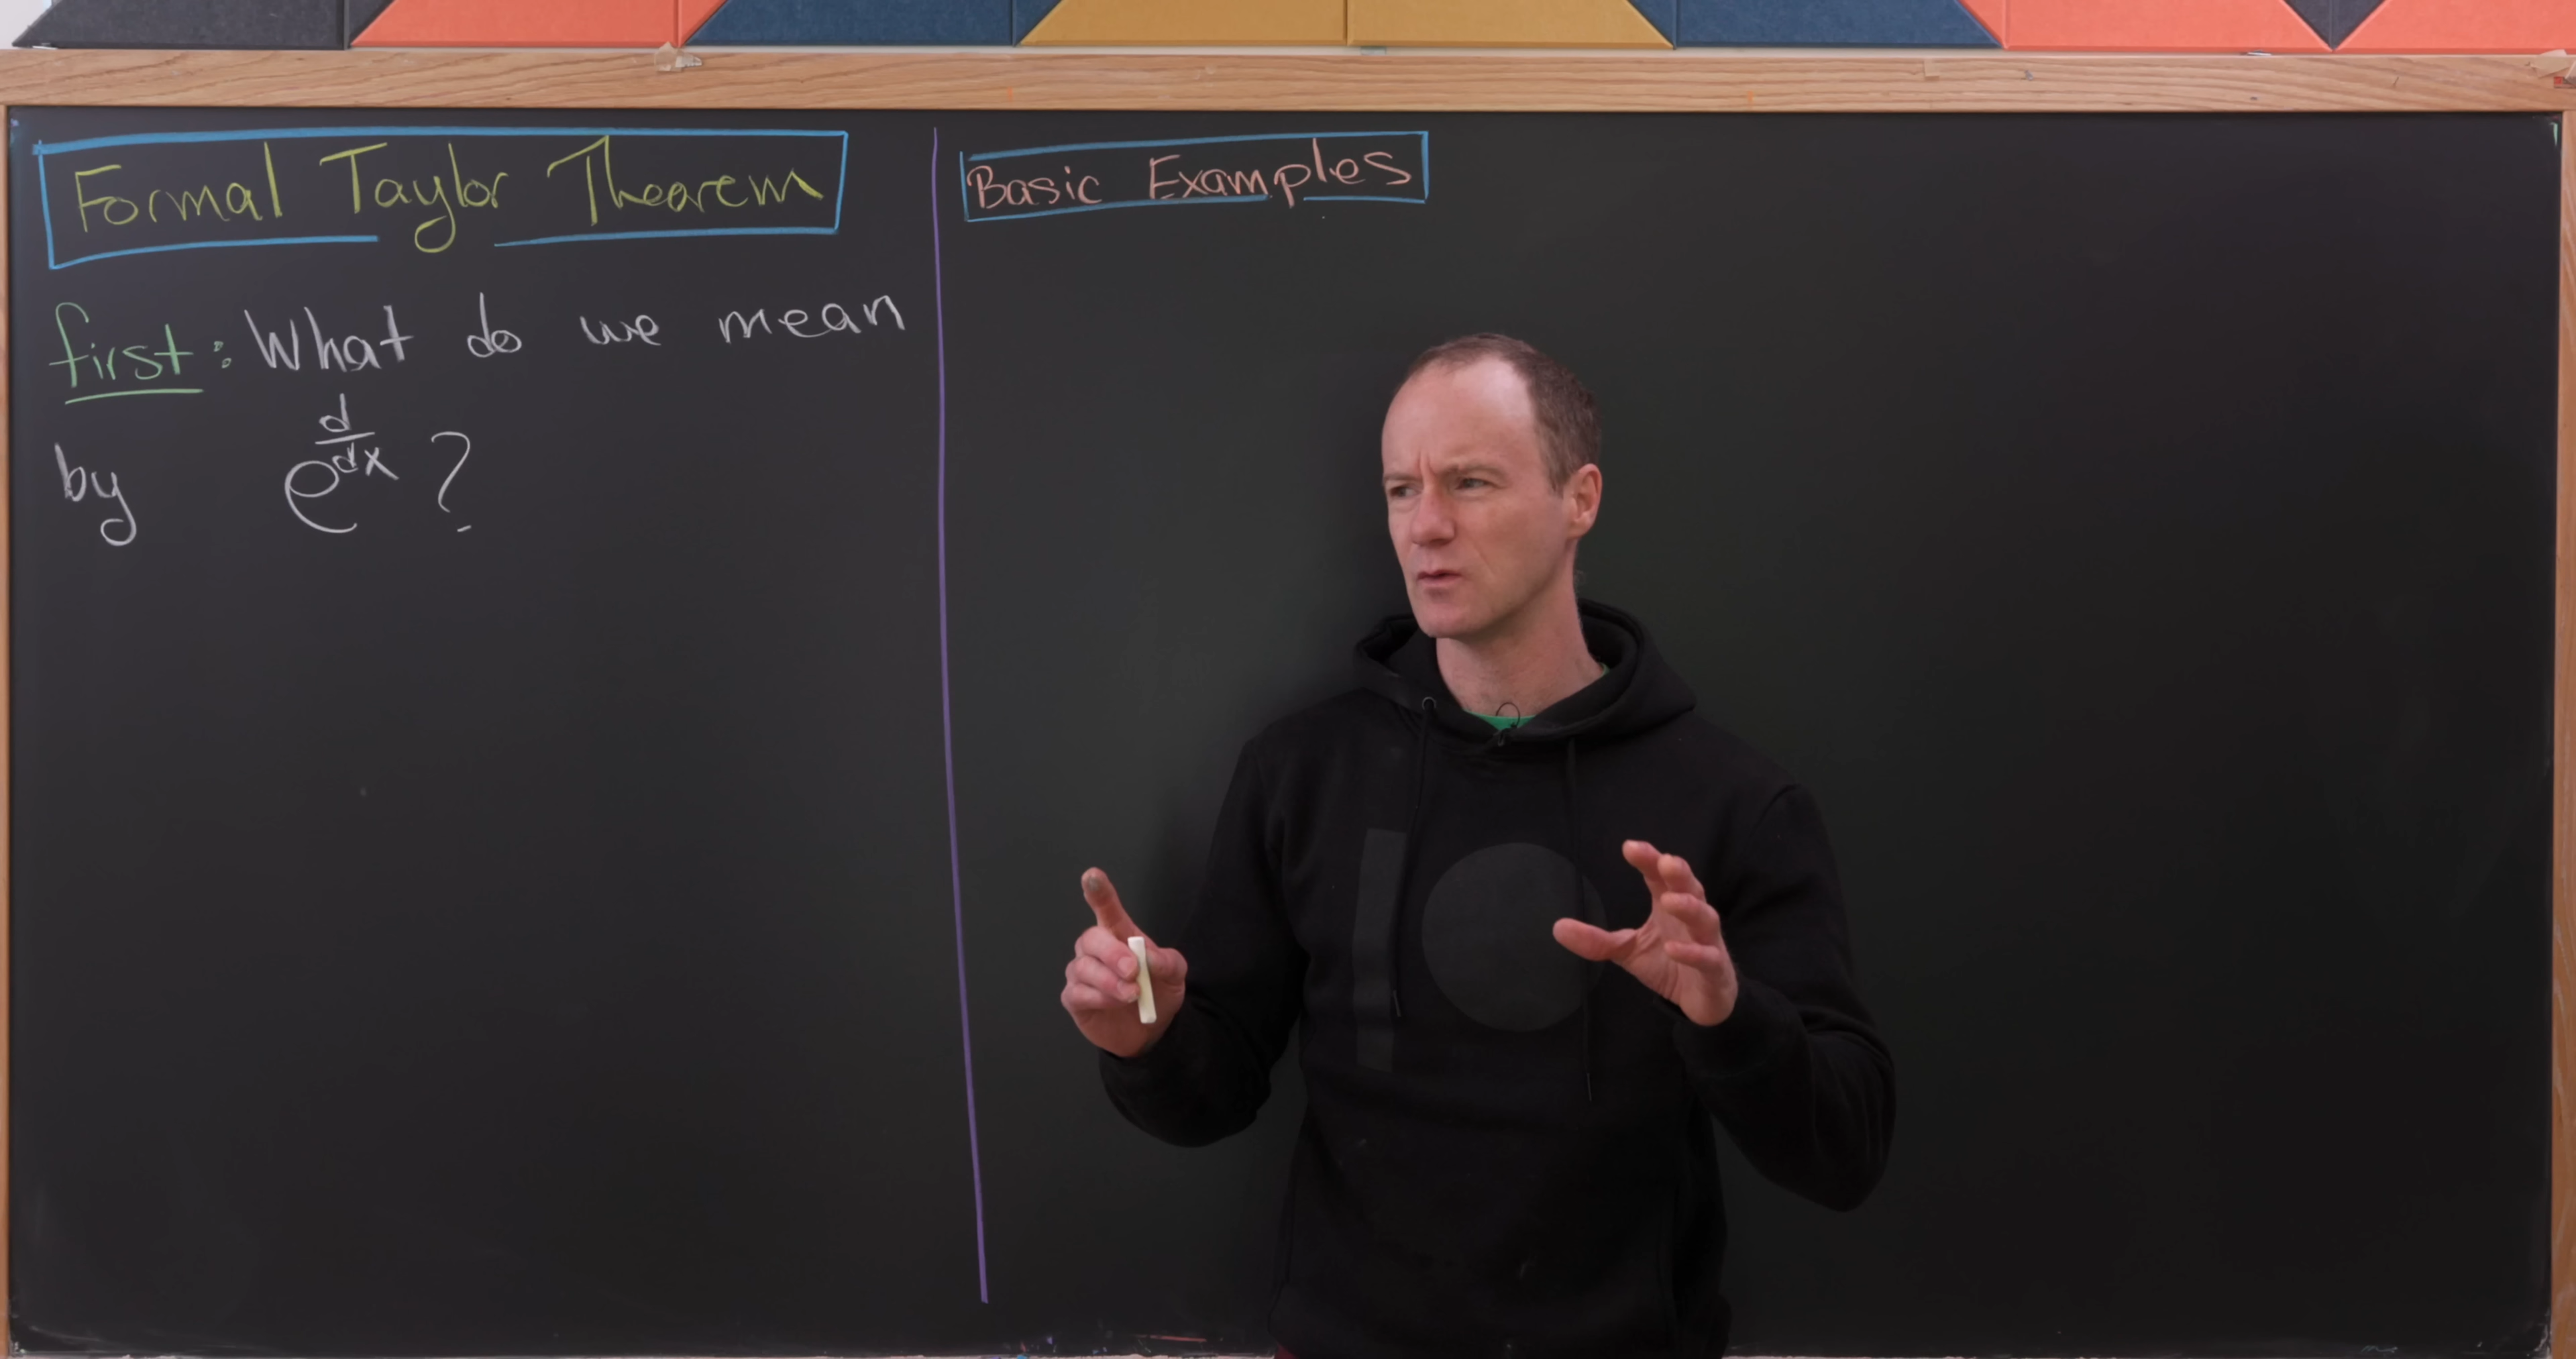 Formal Taylor Theorem
first: What do we mean
by e^{d/dx}?
Basic Examples